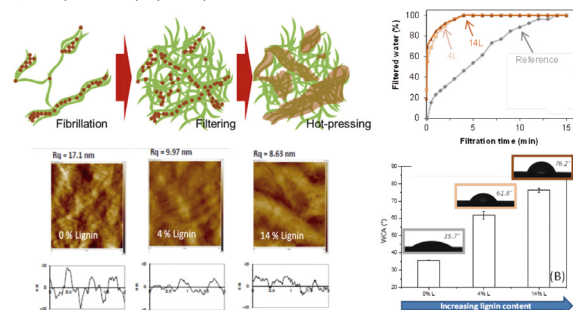 Fibrillation
Filtering
Hot-pressing
Filtered water (%)
100
80
60
40
20
0
4L
14L
Reference
0
5
10
15
Filtration time (min)
Rq = 17.1 nm
Rq = 9.97 nm
Rq = 8.63 nm
0 % Lignin
4 % Lignin
14 % Lignin
WCA (°)
90
80
70
60
50
40
30
35.7°
61.8°
76.2°
(B)
0% L
4% L
14% L
Increasing lignin content